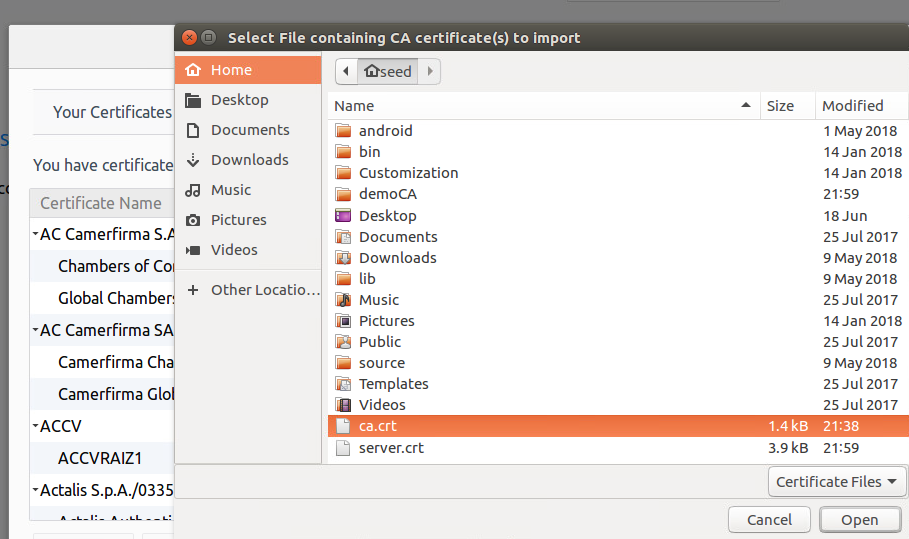 Select File containing CA certificate(s) to import
Home
Desktop
Documents
Downloads
Music
Pictures
Videos
Other Locatio...
seed
Name Size Modified
android 1 May 2018
bin 14 Jan 2018
Customization 14 Jan 2018
demoCA 21:59
Desktop 18 Jun
Documents 25 Jul 2017
Downloads 9 May 2018
lib 9 May 2018
Music 25 Jul 2017
Pictures 14 Jan 2018
Public 25 Jul 2017
source 9 May 2018
Templates 25 Jul 2017
Videos 25 Jul 2017
ca.crt 1.4 kB 21:38
server.crt 3.9 kB 21:59
Certificate Files
Cancel Open
Your Certificates
You have certificate
Certificate Name
AC Camerfirma S.A
Chambers of Co
Global Chambers
AC Camerfirma SA
Camerfirma Cha
Camerfirma Glo
ACCV
ACCVRAIZ1
Actalis S.p.A./0335
Actalis Authenti